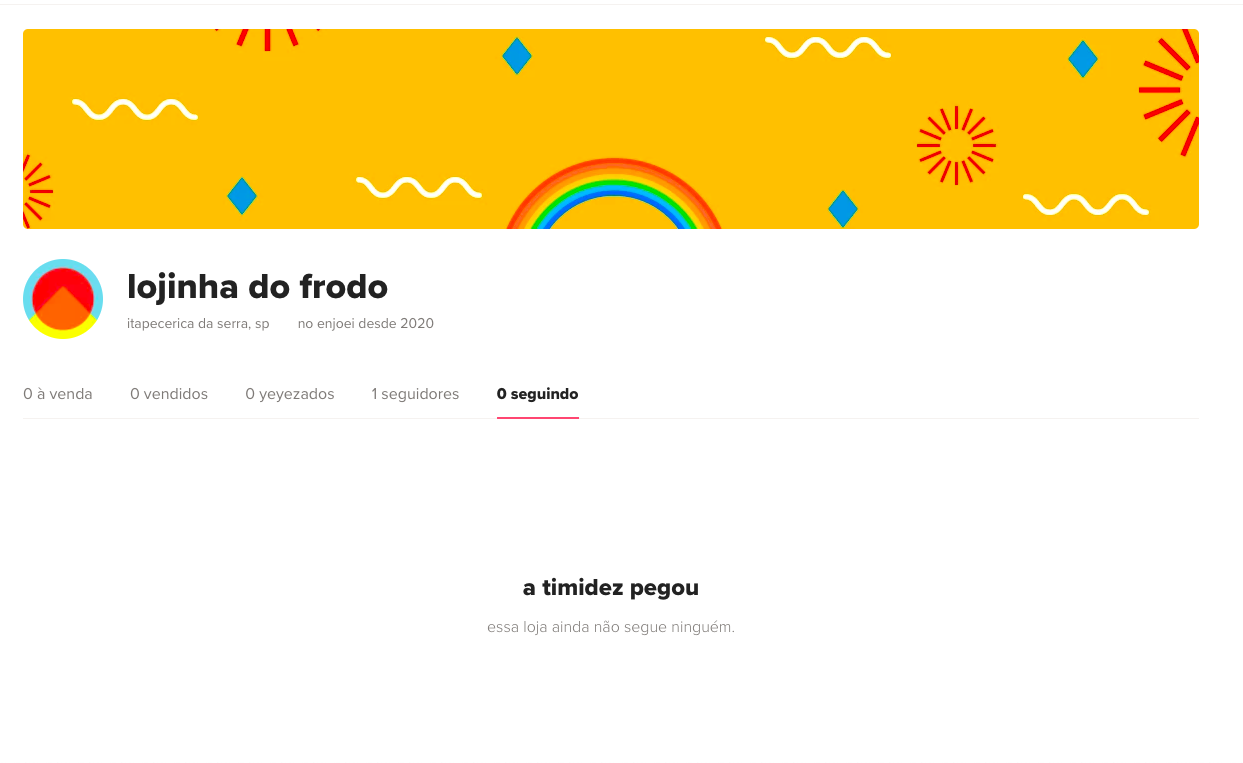 lojinha do frodo
itapecerica da serra, sp no enjoei desde 2020
0 à venda 0 vendidos 0 yeyezados 1 seguidores 0 seguindo
a timidez pegou
essa loja ainda não segue ninguém.